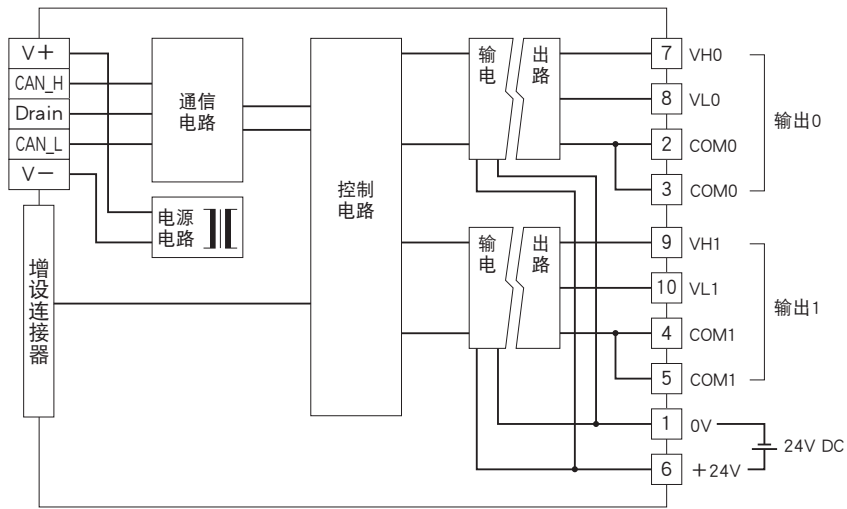 V+
CAN_H
Drain
CAN_L
V-
通信
电路
电源
电路
增设连接器
控制
电路
输电
出路
7 VH0
8 VL0
2 COM0
3 COM0
输出0
输电
出路
9 VH1
10 VL1
4 COM1
5 COM1
输出1
1 0V
6 +24V
24V DC